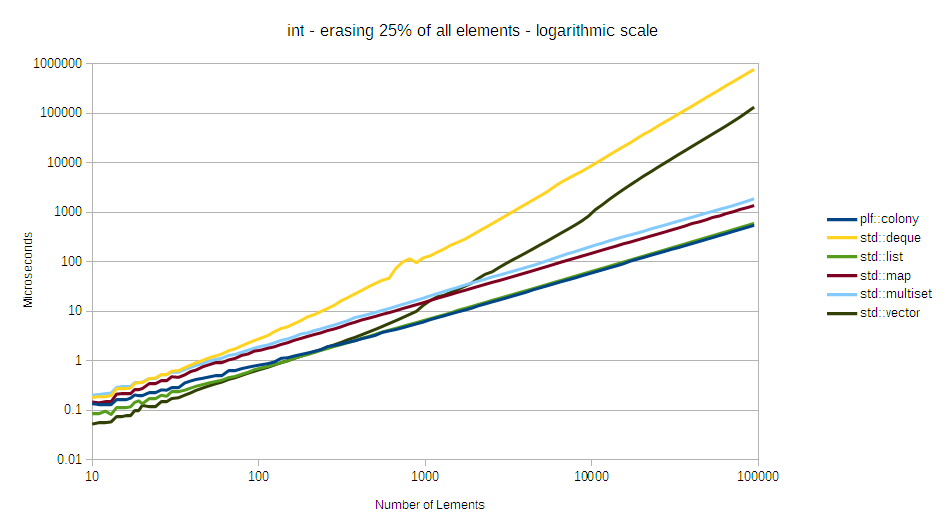 int - erasing 25% of all elements - logarithmic scale
1000000
100000
10000
1000
100
10
1
0.1
0.01
Microseconds
10
100
1000
10000
100000
Number of Lements
plf::colony
std::deque
std::list
std::map
std::multiset
std::vector